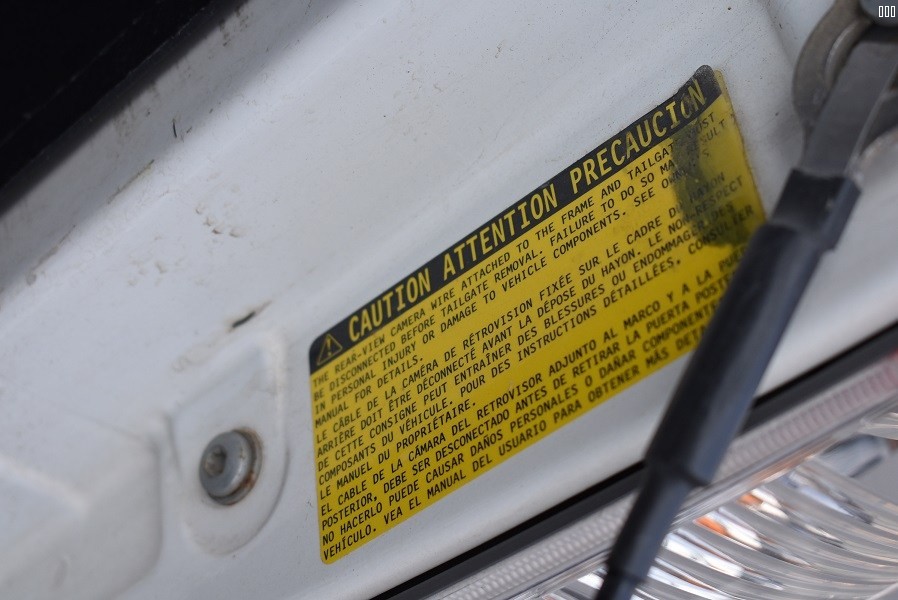 CAUTION ATTENTION PRECAUCIÓN
THE REAR-VIEW CAMERA WIRE ATTACHED TO THE FRAME AND TAILGATE MUST
BE DISCONNECTED BEFORE TAILGATE REMOVAL. FAILURE TO DO SO MAY RESULT
IN PERSONAL INJURY OR DAMAGE TO VEHICLE COMPONENTS. SEE OWNER'S
MANUAL FOR DETAILS.
LE CÂBLE DE LA CAMÉRA DE RÉTROVISION FIXÉE SUR LE CADRE DU HAYON
ARRIÈRE DOIT ÊTRE DÉCONNECTÉ AVANT LA DÉPOSE DU HAYON. LE NON-RESPECT
DE CETTE CONSIGNE PEUT ENTRAÎNER DES BLESSURES OU ENDOMMAGER DES
COMPOSANTS DU VÉHICULE. POUR DES INSTRUCTIONS DÉTAILLÉES, CONSULTER
LE MANUEL DU PROPRIÉTAIRE.
EL CABLE DE LA CÁMARA DEL RETROVISOR ADJUNTO AL MARCO Y A LA
POSTERIOR, DEBE SER DESCONECTADO ANTES DE RETIRAR LA PUERTA
NO HACERLO PUEDE CAUSAR DAÑOS PERSONALES O DAÑAR
VEHÍCULO. VEA EL MANUAL DEL USUARIO PARA OBTENER MÁS